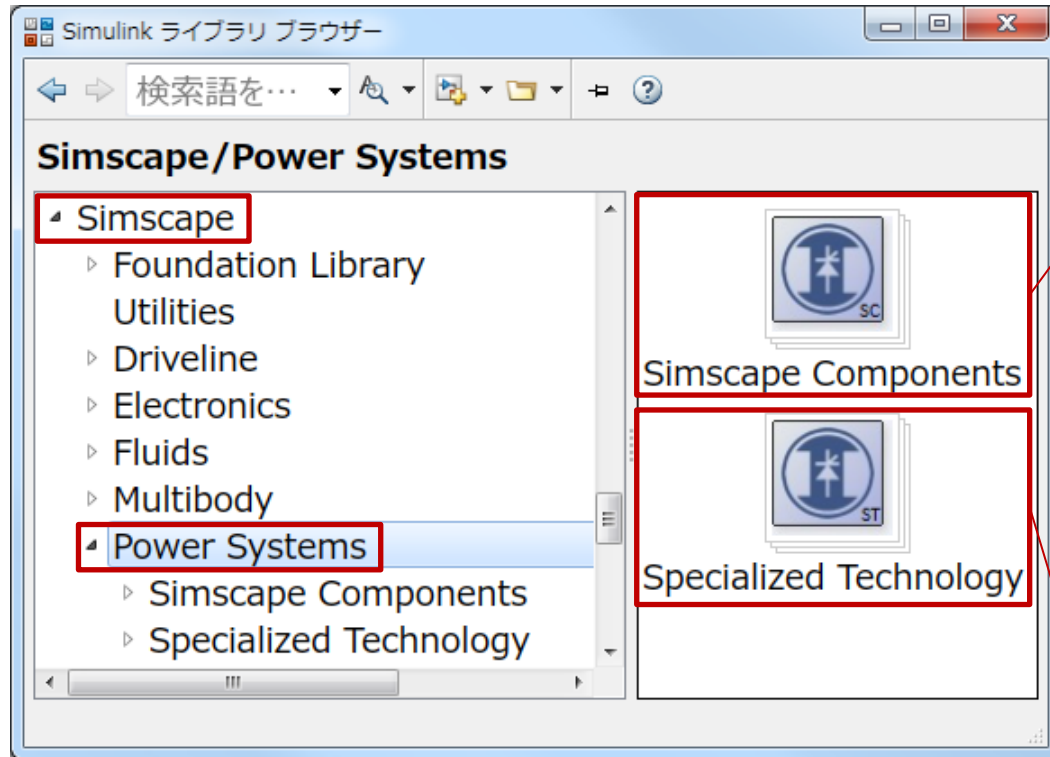 Simulink ライブラリ ブラウザー
検索語を…
Simscape/Power Systems
Simscape
Foundation Library
Utilities
Driveline
Electronics
Fluids
Multibody
Power Systems
Simscape Components
Specialized Technology
SC
Simscape Components
ST
Specialized Technology